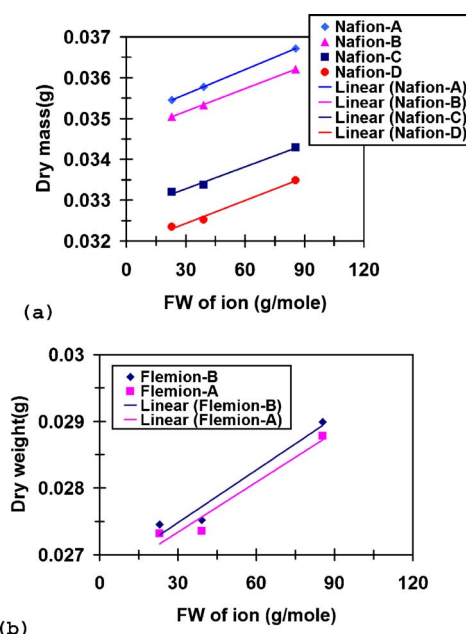 0.037
0.036
0.035
0.034
0.033
0.032
Dry mass(g)
0 30 60 90 120
FW of ion (g/mole)
Nafion-A
Nafion-B
Nafion-C
Nafion-D
Linear (Nafion-A)
Linear (Nafion-B)
Linear (Nafion-C)
Linear (Nafion-D)
(a)
0.03
0.029
0.028
0.027
Dry weight(g)
Flemion-B
Flemion-A
Linear (Flemion-B)
Linear (Flemion-A)
0 30 60 90 120
FW of ion (g/mole)
(b)